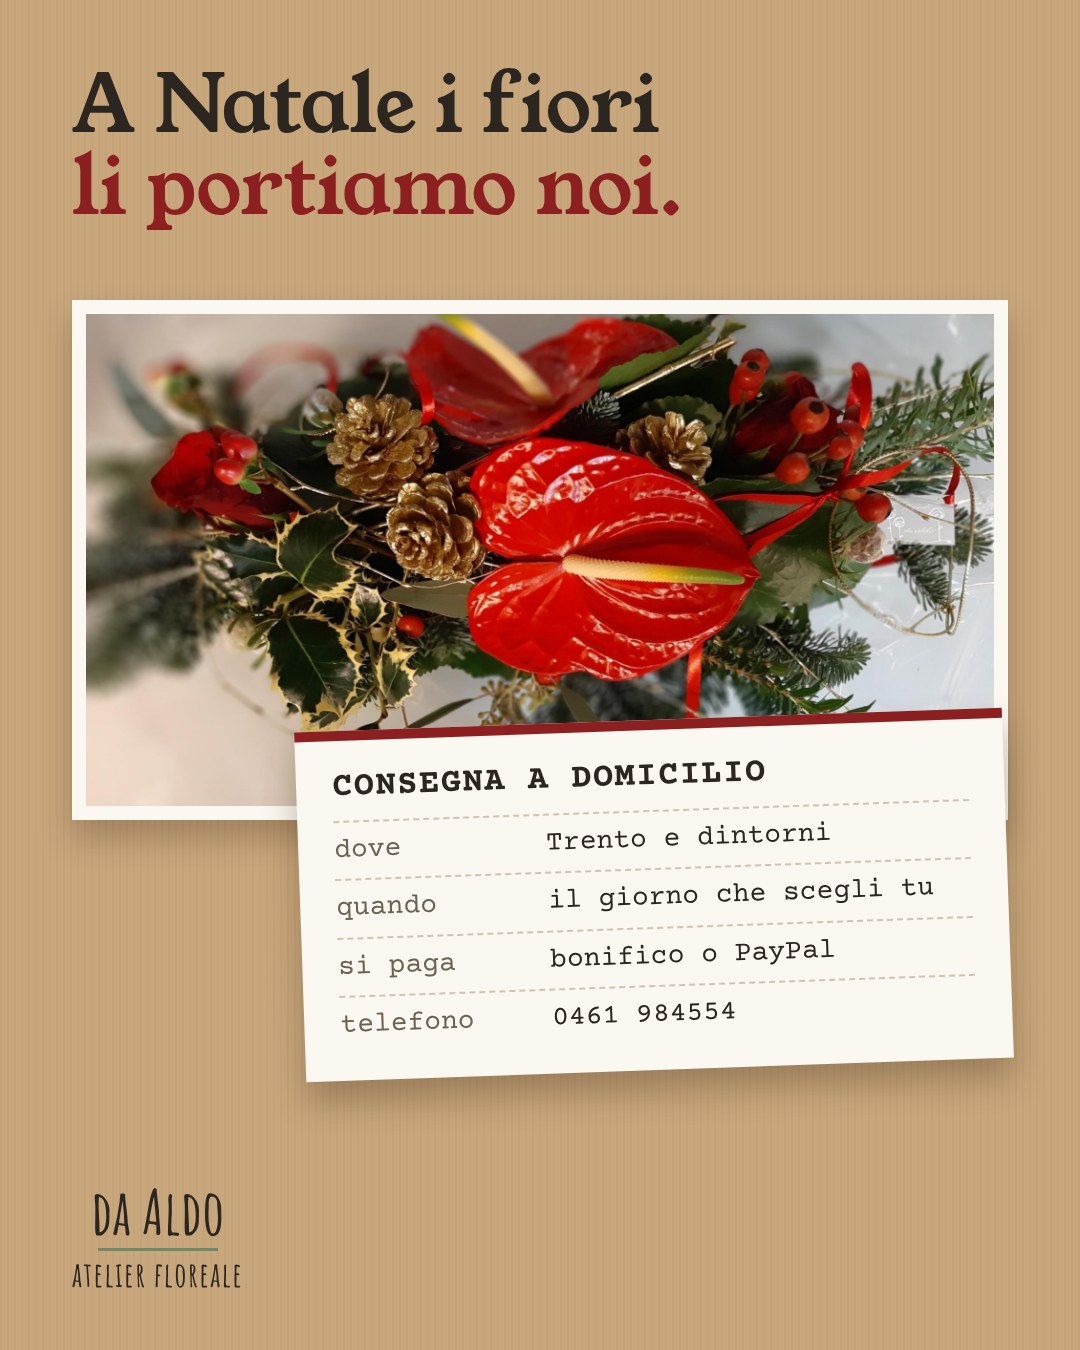 A Natale i fiori
li portiamo noi.
CONSEGNA A DOMICILIO
dove Trento e dintorni
quando il giorno che scegli tu
si paga bonifico o PayPal
telefono 0461 984554
DA ALDO
ATELIER FLOREALE